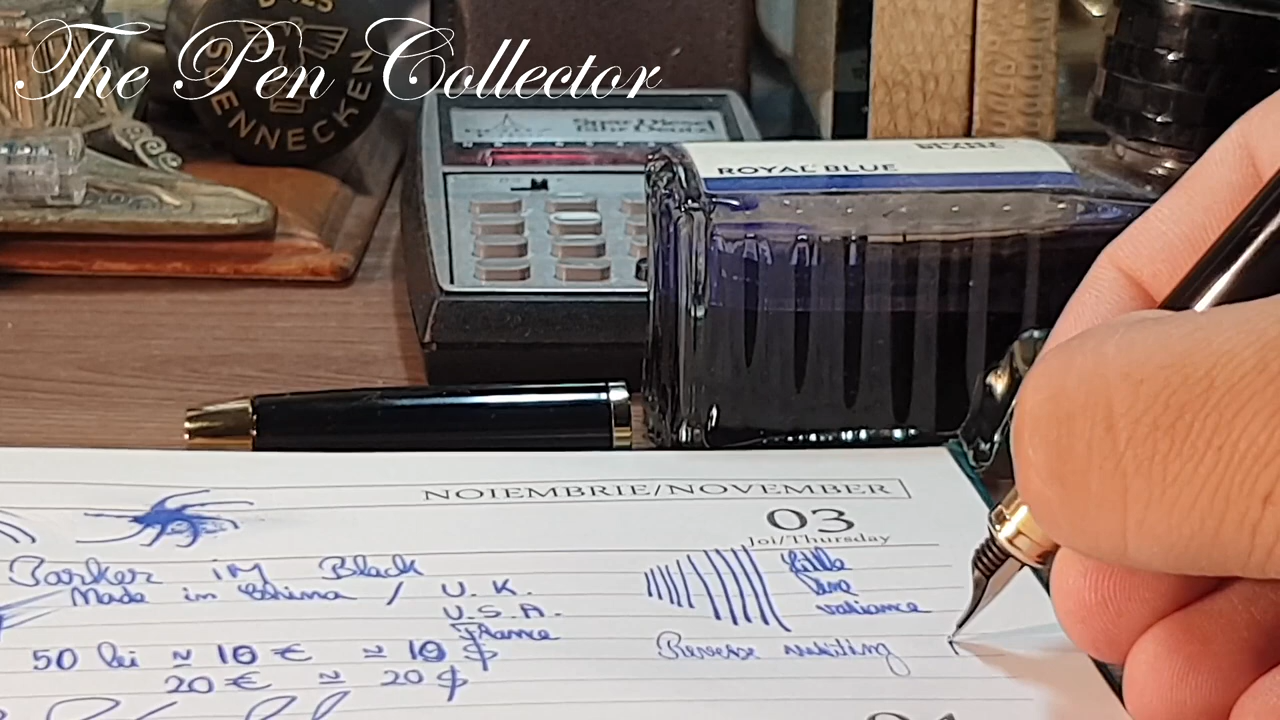 The Pen Collector
SOENNECKEN
ROYAL BLUE
NOIEMBRIE/NOVEMBER
03
Joi/Thursday
Parker IM Black
Made in China / U.K.
U.S.A.
France
50 lei ≈ 10 € ≈ 10 $
20 € ≈ 20 $
little
line
variance
Reverse writing